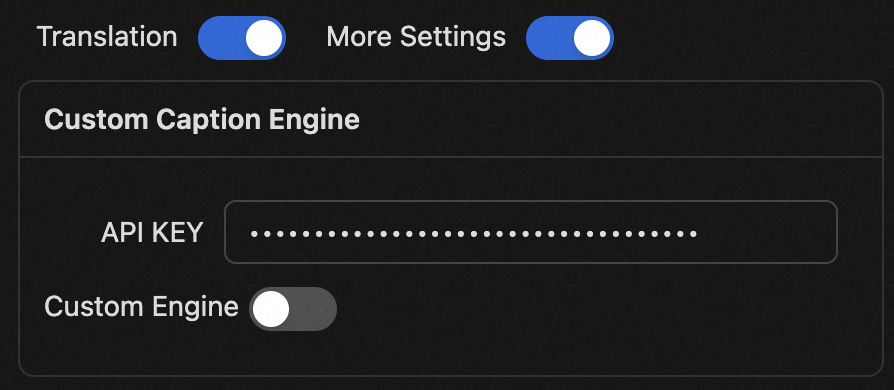 Translation More Settings
Custom Caption Engine
API KEY •••••••••••••••••••••••••••••••••••
Custom Engine